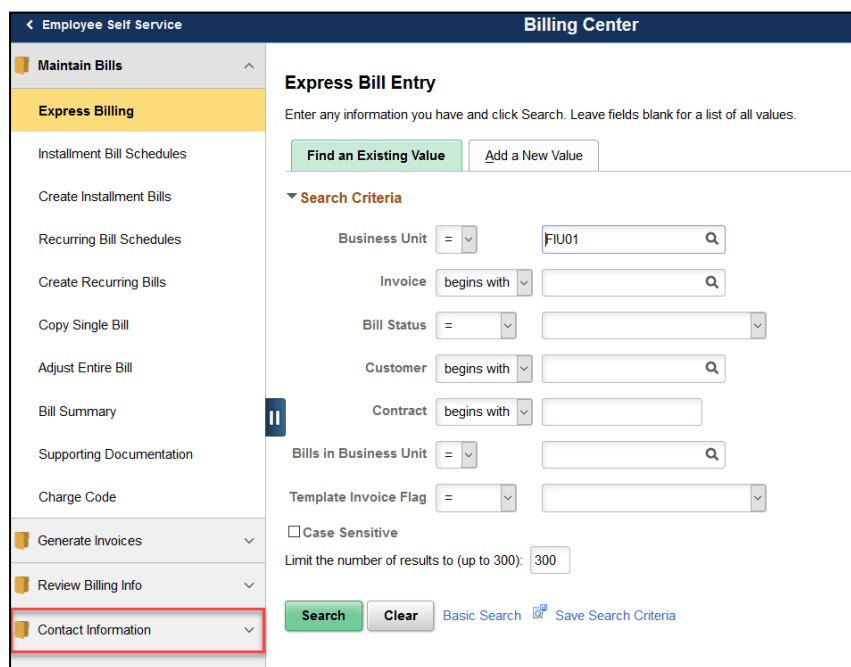 Employee Self Service
Billing Center
Maintain Bills
Express Billing
Installment Bill Schedules
Create Installment Bills
Recurring Bill Schedules
Create Recurring Bills
Copy Single Bill
Adjust Entire Bill
Bill Summary
Supporting Documentation
Charge Code
Generate Invoices
Review Billing Info
Contact Information
Express Bill Entry
Enter any information you have and click Search. Leave fields blank for a list of all values.
Find an Existing Value Add a New Value
Search Criteria
Business Unit = FIU01
Invoice begins with
Bill Status =
Customer begins with
Contract begins with
Bills in Business Unit =
Template Invoice Flag =
Case Sensitive
Limit the number of results to (up to 300): 300
Search Clear Basic Search Save Search Criteria